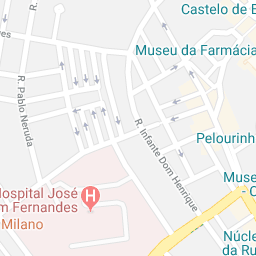 Castelo de B
Museu da Farmácia
R.
es
R. Pablo Neruda
R. Infante Dom Henrique
Pelourinh
Hospital José
m Fernandes
H
Milano
Muse
- C
Núcle
da Ru